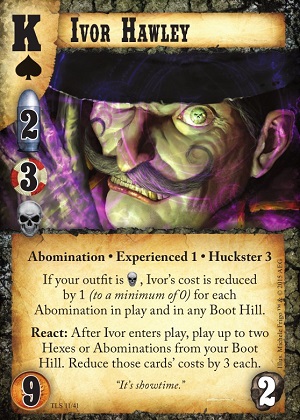 K
IVOR HAWLEY
2
3
Abomination • Experienced 1 • Huckster 3
If your outfit is , Ivor's cost is reduced
by 1 (to a minimum of 0) for each
Abomination in play and in any Boot Hill.
React: After Ivor enters play, play up to two
Hexes or Abominations from your Boot
Hill. Reduce those cards' costs by 3 each.
"It's showtime."
9
2